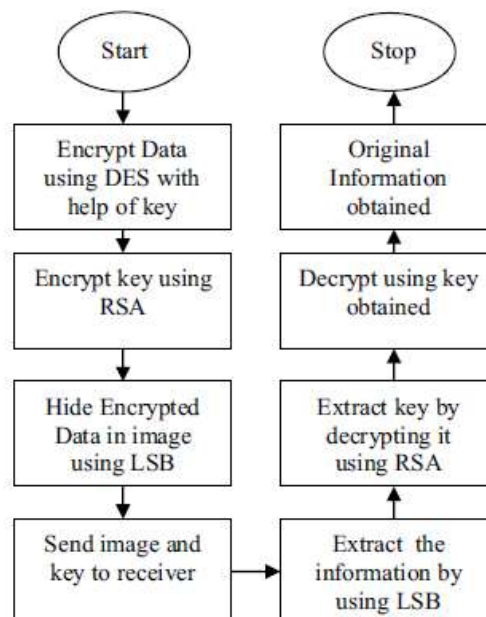 Start
Encrypt Data
using DES with
help of key
Encrypt key using
RSA
Hide Encrypted
Data in image
using LSB
Send image and
key to receiver
Extract the
information by
using LSB
Extract key by
decrypting it
using RSA
Decrypt using key
obtained
Original
Information
obtained
Stop